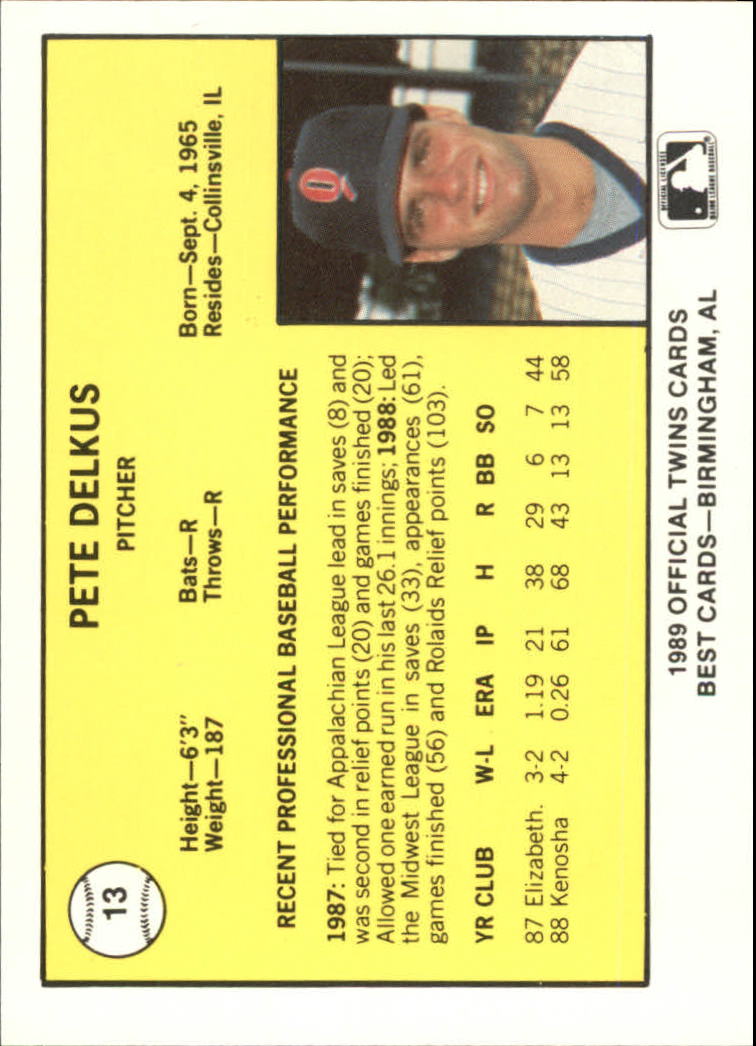 13
PETE DELKUS
PITCHER
Height—6'3" Bats—R Born—Sept. 4, 1965
Weight—187 Throws—R Resides—Collinsville, IL
RECENT PROFESSIONAL BASEBALL PERFORMANCE
1987: Tied for Appalachian League lead in saves (8) and
was second in relief points (20) and games finished (20);
Allowed one earned run in his last 26.1 innings; 1988: Led
the Midwest League in saves (33), appearances (61),
games finished (56) and Rolaids Relief points (103).
YR CLUB W-L ERA IP H R BB SO
87 Elizabeth. 3-2 1.19 21 38 29 6 7 44
88 Kenosha 4-2 0.26 61 68 43 13 13 58
1989 OFFICIAL TWINS CARDS
BEST CARDS—BIRMINGHAM, AL
OFFICIAL LICENSEE
MAJOR LEAGUE BASEBALL